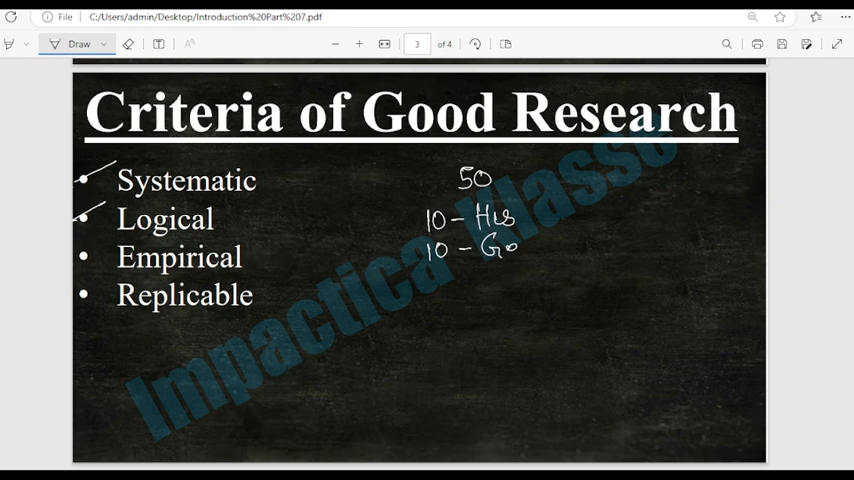 File
C:/Users/admin/Desktop/Introduction%20Part%207.pdf
Draw
3 of 4
Criteria of Good Research
• Systematic
• Logical
• Empirical
• Replicable
50
10 - His
10 - Go
Impactica Klasse